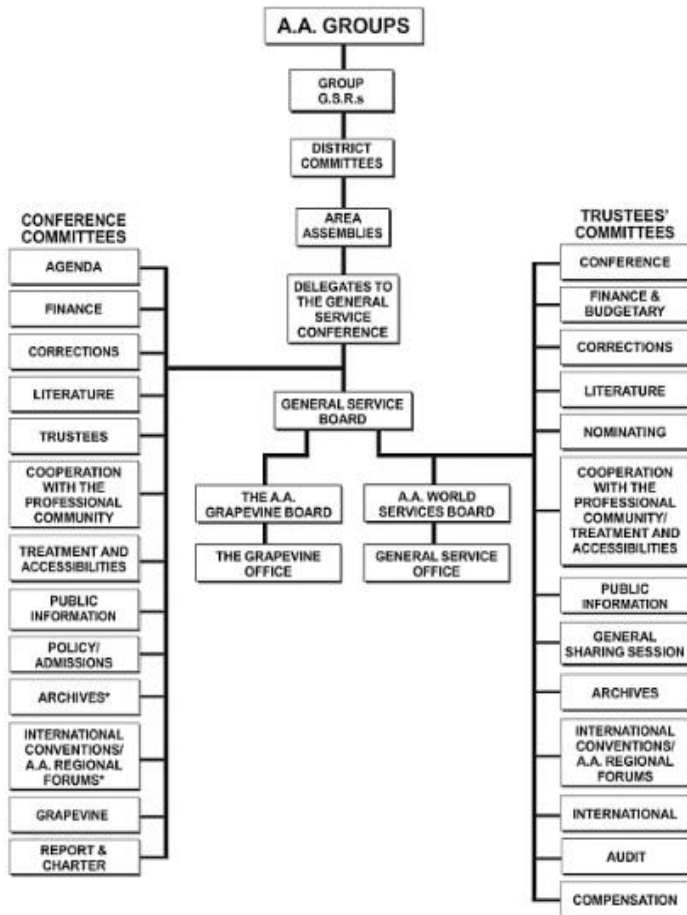 A.A. GROUPS
GROUP
G.S.R.s
DISTRICT
COMMITTEES
AREA
ASSEMBLIES
DELEGATES TO
THE GENERAL
SERVICE
CONFERENCE
GENERAL SERVICE
BOARD
THE A.A.
GRAPEVINE BOARD
A.A. WORLD
SERVICES BOARD
THE GRAPEVINE
OFFICE
GENERAL SERVICE
OFFICE
CONFERENCE
COMMITTEES
AGENDA
FINANCE
CORRECTIONS
LITERATURE
TRUSTEES
COOPERATION
WITH THE
PROFESSIONAL
COMMUNITY
TREATMENT AND
ACCESSIBILITIES
PUBLIC
INFORMATION
POLICY/
ADMISSIONS
ARCHIVES*
INTERNATIONAL
CONVENTIONS/
A.A. REGIONAL
FORUMS*
GRAPEVINE
REPORT &
CHARTER
TRUSTEES'
COMMITTEES
CONFERENCE
FINANCE &
BUDGETARY
CORRECTIONS
LITERATURE
NOMINATING
COOPERATION
WITH THE
PROFESSIONAL
COMMUNITY/
TREATMENT AND
ACCESSIBILITIES
PUBLIC
INFORMATION
GENERAL
SHARING SESSION
ARCHIVES
INTERNATIONAL
CONVENTIONS/
A.A. REGIONAL
FORUMS
INTERNATIONAL
AUDIT
COMPENSATION